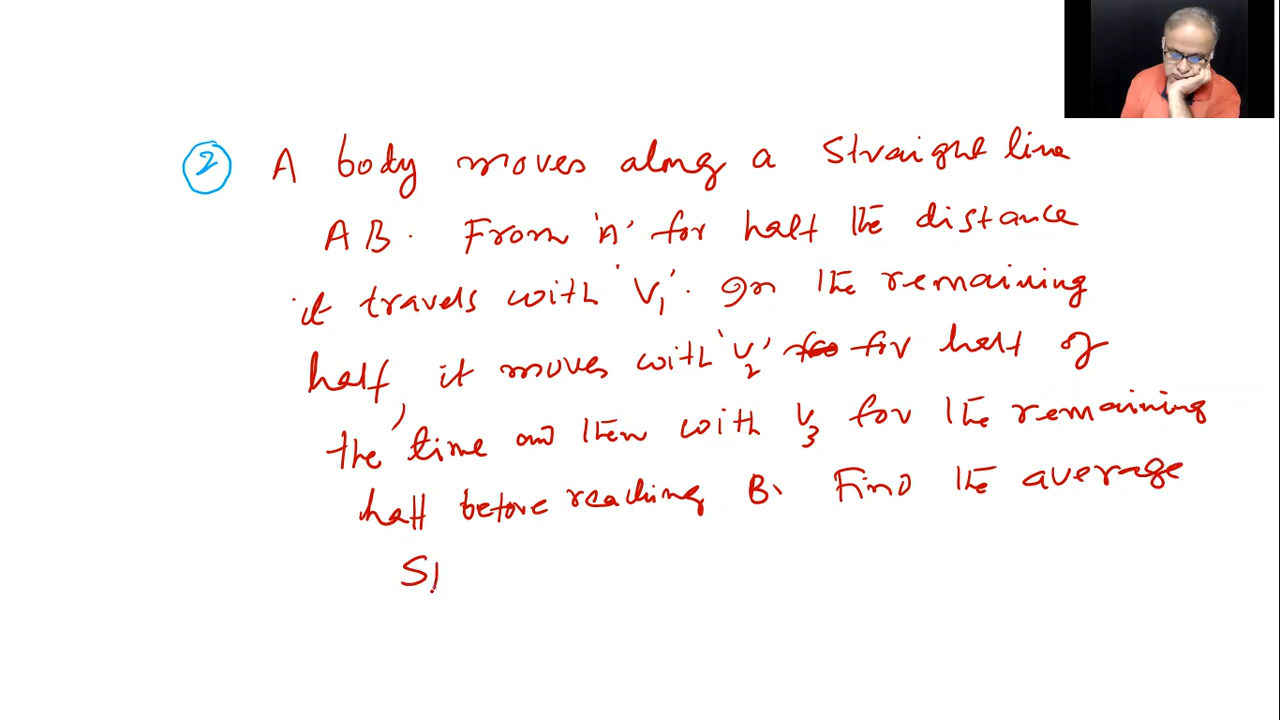 2 A body moves along a straight line
AB. From 'A' for half the distance
it travels with 'V1'. In the remaining
half, it moves with 'V2' for half of
the time and then with V3 for the remaining
half before reaching B. Find the average
Sp